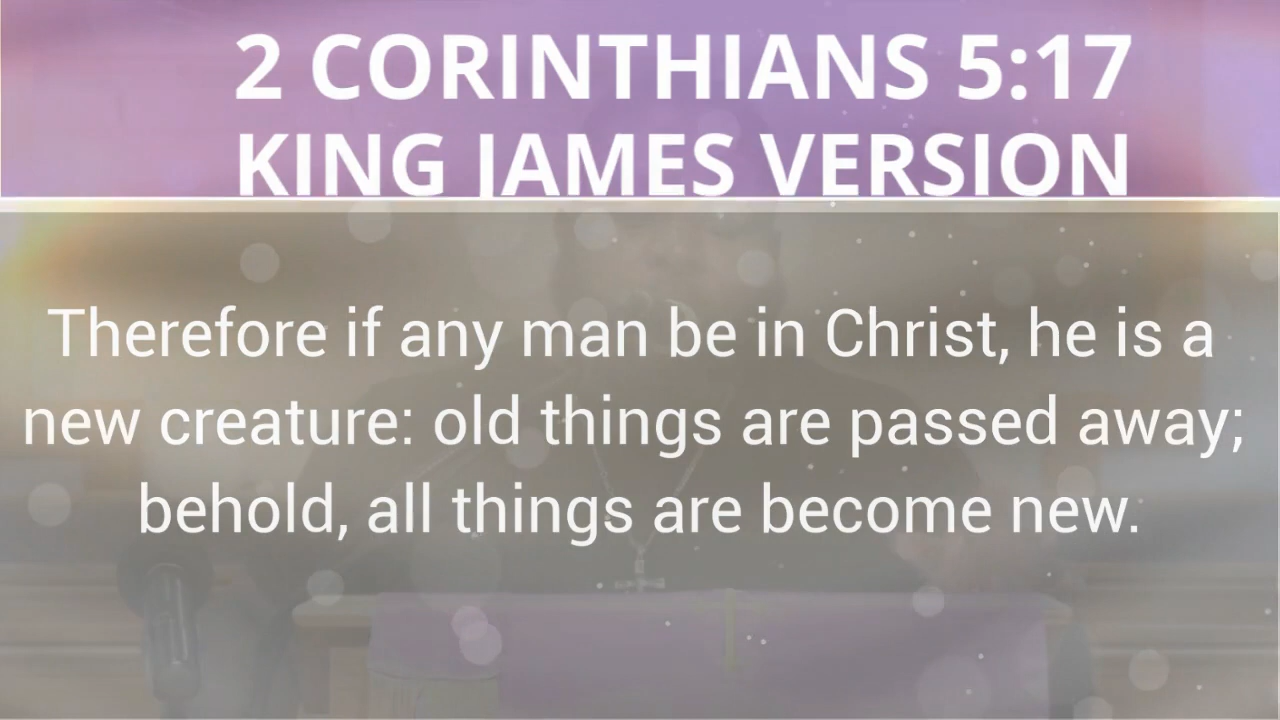 2 CORINTHIANS 5:17
KING JAMES VERSION
Therefore if any man be in Christ, he is a
new creature: old things are passed away;
behold, all things are become new.